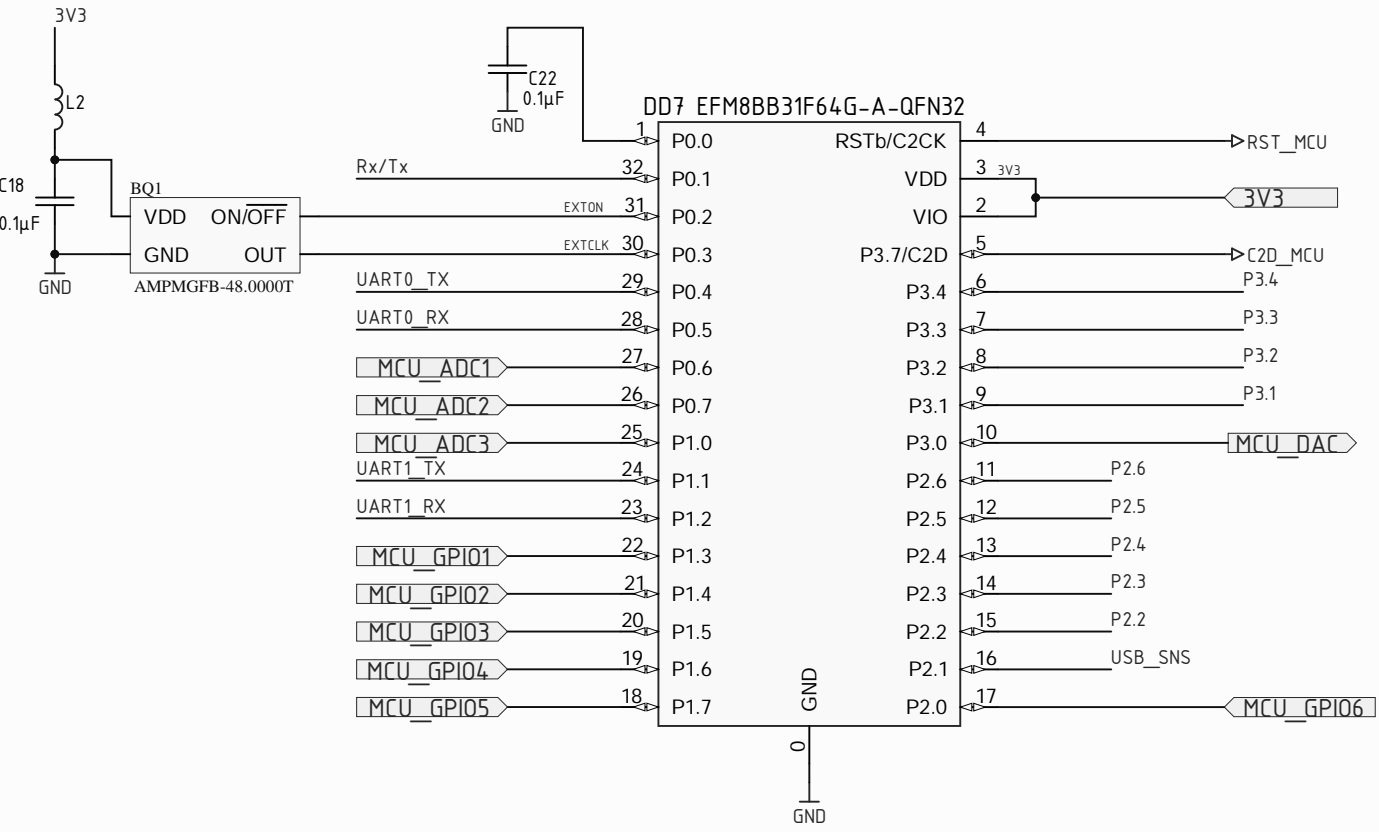 3V3
L2
C18
0.1µF
GND
BQ1
VDD ON/OFF
GND OUT
AMPMGFB-48.0000T
C22
0.1µF
GND
DD7 EFM8BB31F64G-A-QFN32
1 P0.0 RSTb/C2CK 4 RST_MCU
Rx/Tx 32 P0.1 VDD 3 3V3
3V3
EXTON 31 P0.2 VIO 2
EXTCLK 30 P0.3 P3.7/C2D 5 C2D_MCU
UART0_TX 29 P0.4 P3.4 6 P3.4
UART0_RX 28 P0.5 P3.3 7 P3.3
MCU_ADC1 27 P0.6 P3.2 8 P3.2
MCU_ADC2 26 P0.7 P3.1 9 P3.1
MCU_ADC3 25 P1.0 P3.0 10 MCU_DAC
UART1_TX 24 P1.1 P2.6 11 P2.6
UART1_RX 23 P1.2 P2.5 12 P2.5
MCU_GPIO1 22 P1.3 P2.4 13 P2.4
MCU_GPIO2 21 P1.4 P2.3 14 P2.3
MCU_GPIO3 20 P1.5 P2.2 15 P2.2
MCU_GPIO4 19 P1.6 P2.1 16 USB_SNS
MCU_GPIO5 18 P1.7 P2.0 17 MCU_GPIO6
GND
0
GND